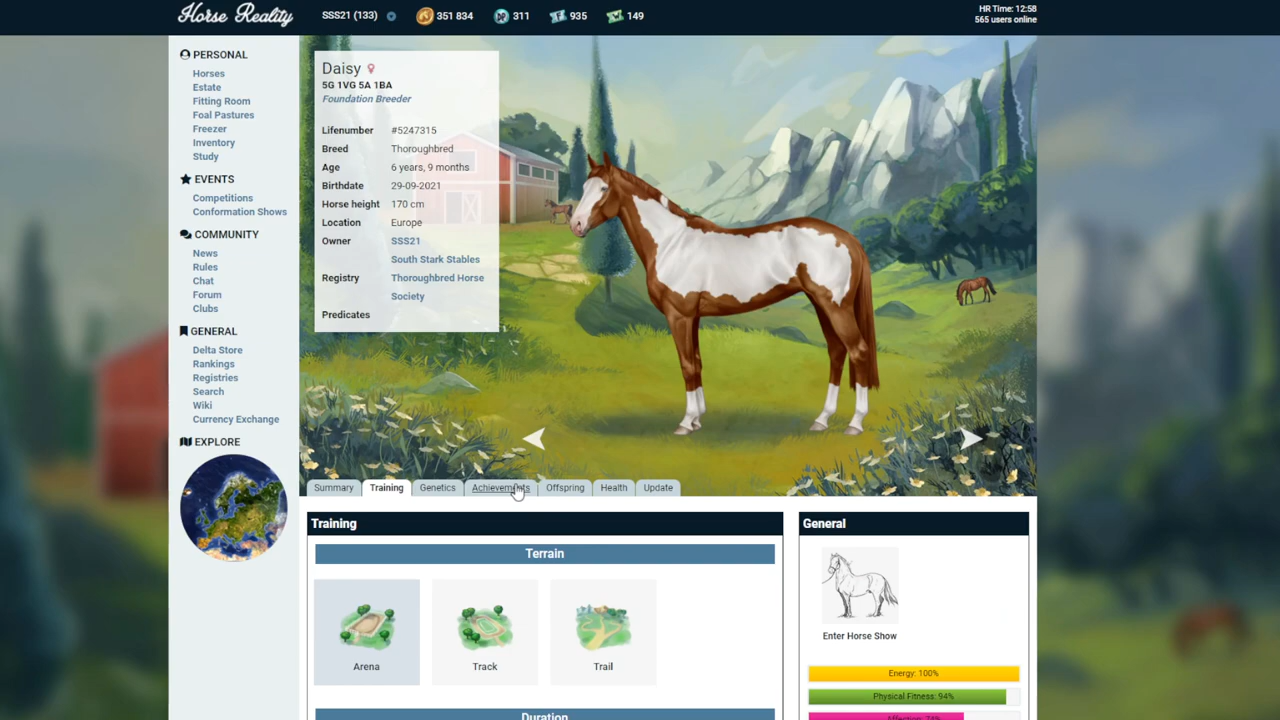 Horse Reality
SSS21 (133)
351 834
311
935
149
HR Time: 12:58
565 users online
PERSONAL
Horses
Estate
Fitting Room
Foal Pastures
Freezer
Inventory
Study
EVENTS
Competitions
Conformation Shows
COMMUNITY
News
Rules
Chat
Forum
Clubs
GENERAL
Delta Store
Rankings
Registries
Search
Wiki
Currency Exchange
EXPLORE
Daisy
5G 1VG 5A 1BA
Foundation Breeder
Lifenumber #5247315
Breed Thoroughbred
Age 6 years, 9 months
Birthdate 29-09-2021
Horse height 170 cm
Location Europe
Owner SSS21
South Stark Stables
Registry Thoroughbred Horse
Society
Predicates
Summary Training Genetics Achievements Offspring Health Update
Training
Terrain
Arena Track Trail
Duration
General
Enter Horse Show
Energy: 100%
Physical Fitness: 94%
Affection: 74%